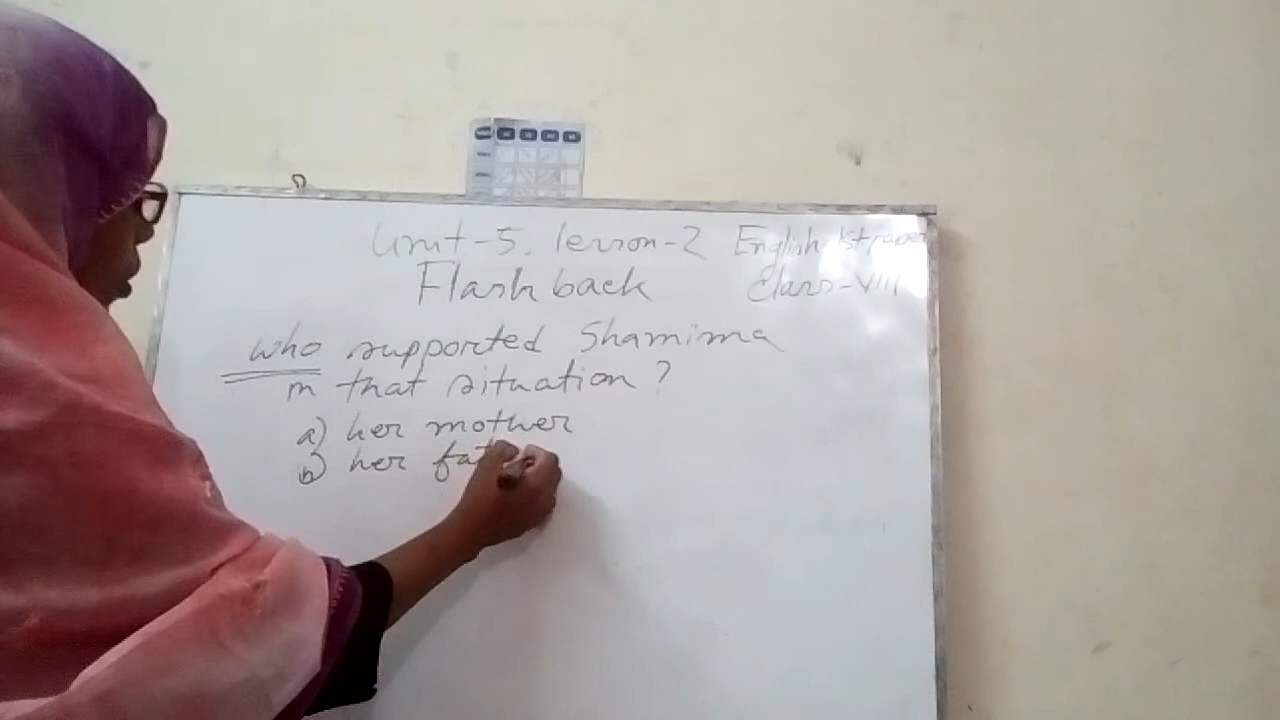 Unit-5, lesson-2 English 1st paper
Flash back Class-VIII
who supported Shamima
in that situation?
a) her mother
b) her fat